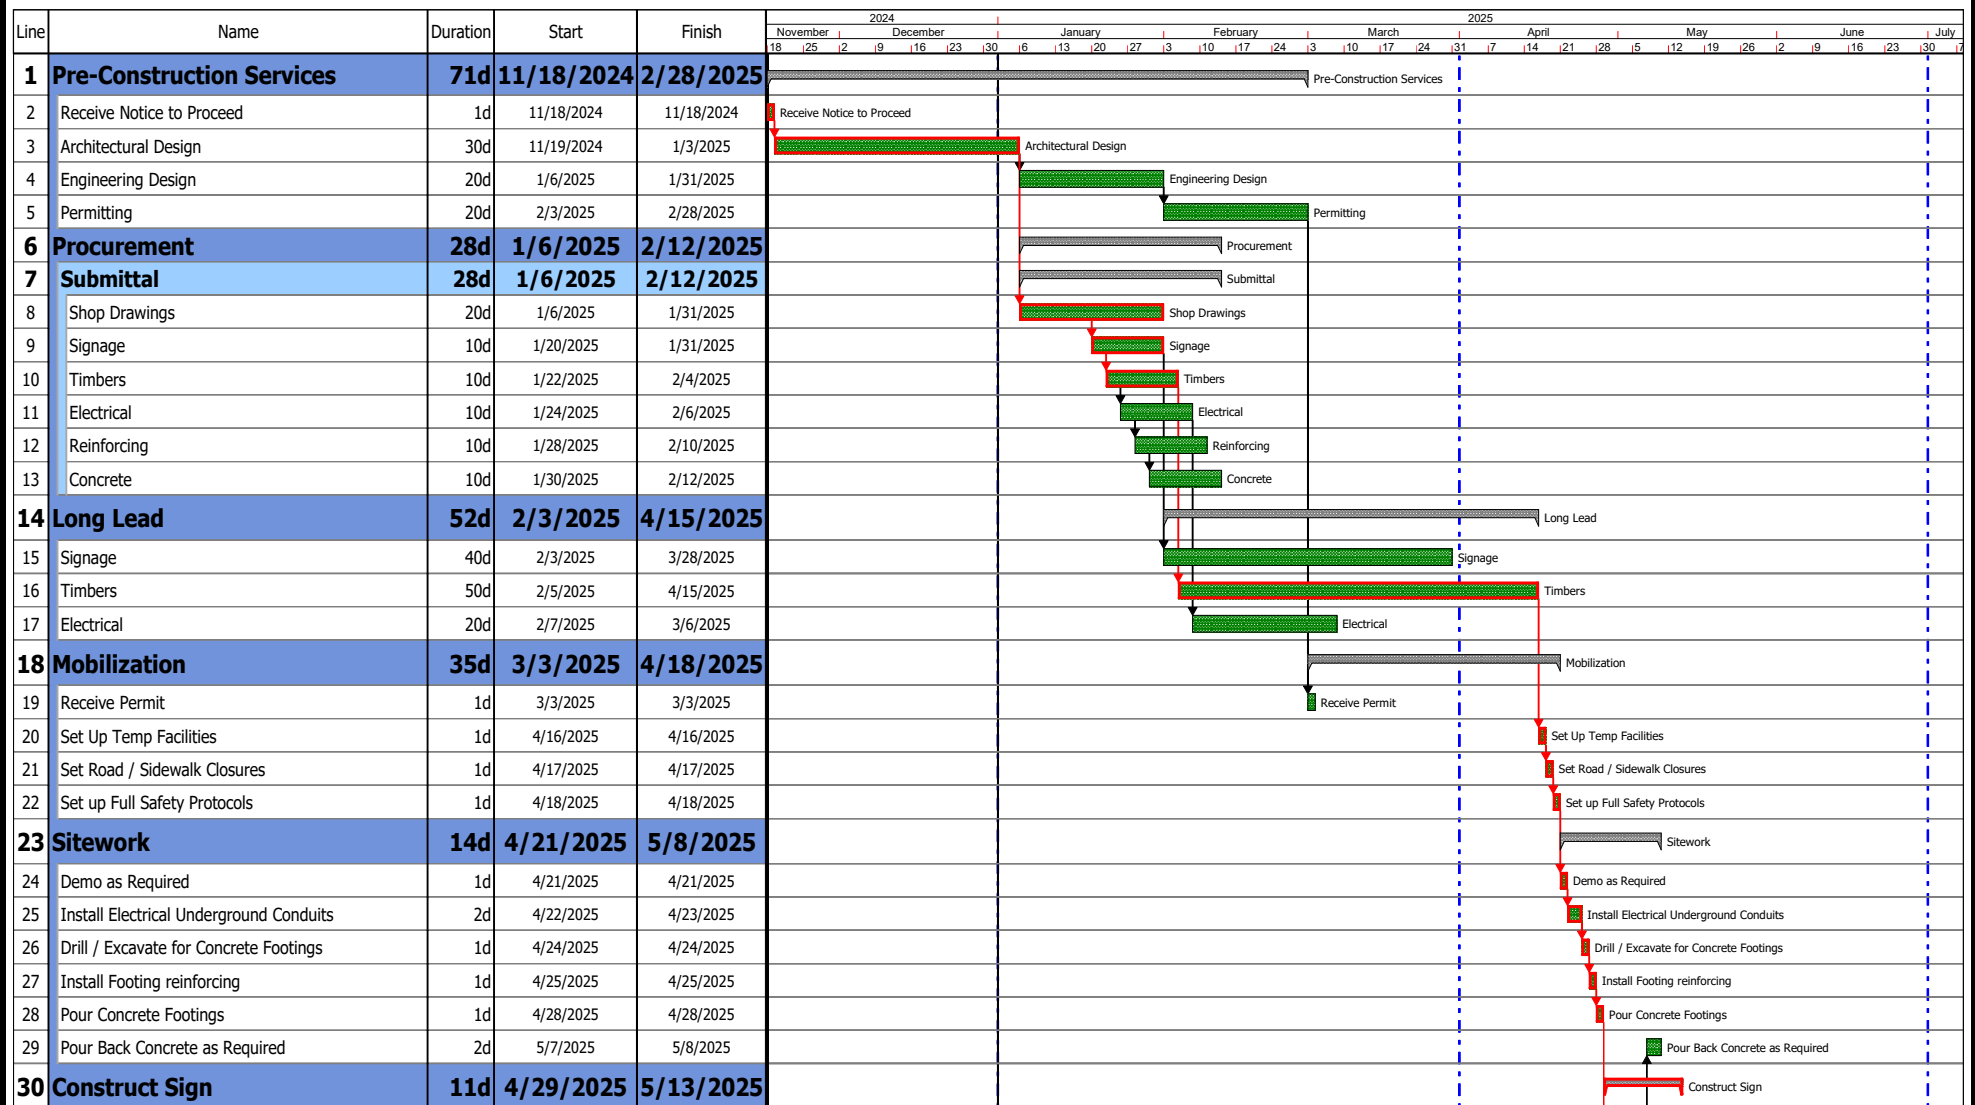 Line Name Duration Start Finish
2024 2025
November December January February March April May June July
18 25 2 9 16 23 30 6 13 20 27 3 10 17 24 3 10 17 24 31 7 14 21 28 5 12 19 26 2 9 16 23 30 7
1 Pre-Construction Services 71d 11/18/2024 2/28/2025 Pre-Construction Services
2 Receive Notice to Proceed 1d 11/18/2024 11/18/2024 Receive Notice to Proceed
3 Architectural Design 30d 11/19/2024 1/3/2025 Architectural Design
4 Engineering Design 20d 1/6/2025 1/31/2025 Engineering Design
5 Permitting 20d 2/3/2025 2/28/2025 Permitting
6 Procurement 28d 1/6/2025 2/12/2025 Procurement
7 Submittal 28d 1/6/2025 2/12/2025 Submittal
8 Shop Drawings 20d 1/6/2025 1/31/2025 Shop Drawings
9 Signage 10d 1/20/2025 1/31/2025 Signage
10 Timbers 10d 1/22/2025 2/4/2025 Timbers
11 Electrical 10d 1/24/2025 2/6/2025 Electrical
12 Reinforcing 10d 1/28/2025 2/10/2025 Reinforcing
13 Concrete 10d 1/30/2025 2/12/2025 Concrete
14 Long Lead 52d 2/3/2025 4/15/2025 Long Lead
15 Signage 40d 2/3/2025 3/28/2025 Signage
16 Timbers 50d 2/5/2025 4/15/2025 Timbers
17 Electrical 20d 2/7/2025 3/6/2025 Electrical
18 Mobilization 35d 3/3/2025 4/18/2025 Mobilization
19 Receive Permit 1d 3/3/2025 3/3/2025 Receive Permit
20 Set Up Temp Facilities 1d 4/16/2025 4/16/2025 Set Up Temp Facilities
21 Set Road / Sidewalk Closures 1d 4/17/2025 4/17/2025 Set Road / Sidewalk Closures
22 Set up Full Safety Protocols 1d 4/18/2025 4/18/2025 Set up Full Safety Protocols
23 Sitework 14d 4/21/2025 5/8/2025 Sitework
24 Demo as Required 1d 4/21/2025 4/21/2025 Demo as Required
25 Install Electrical Underground Conduits 2d 4/22/2025 4/23/2025 Install Electrical Underground Conduits
26 Drill / Excavate for Concrete Footings 1d 4/24/2025 4/24/2025 Drill / Excavate for Concrete Footings
27 Install Footing reinforcing 1d 4/25/2025 4/25/2025 Install Footing reinforcing
28 Pour Concrete Footings 1d 4/28/2025 4/28/2025 Pour Concrete Footings
29 Pour Back Concrete as Required 2d 5/7/2025 5/8/2025 Pour Back Concrete as Required
30 Construct Sign 11d 4/29/2025 5/13/2025 Construct Sign